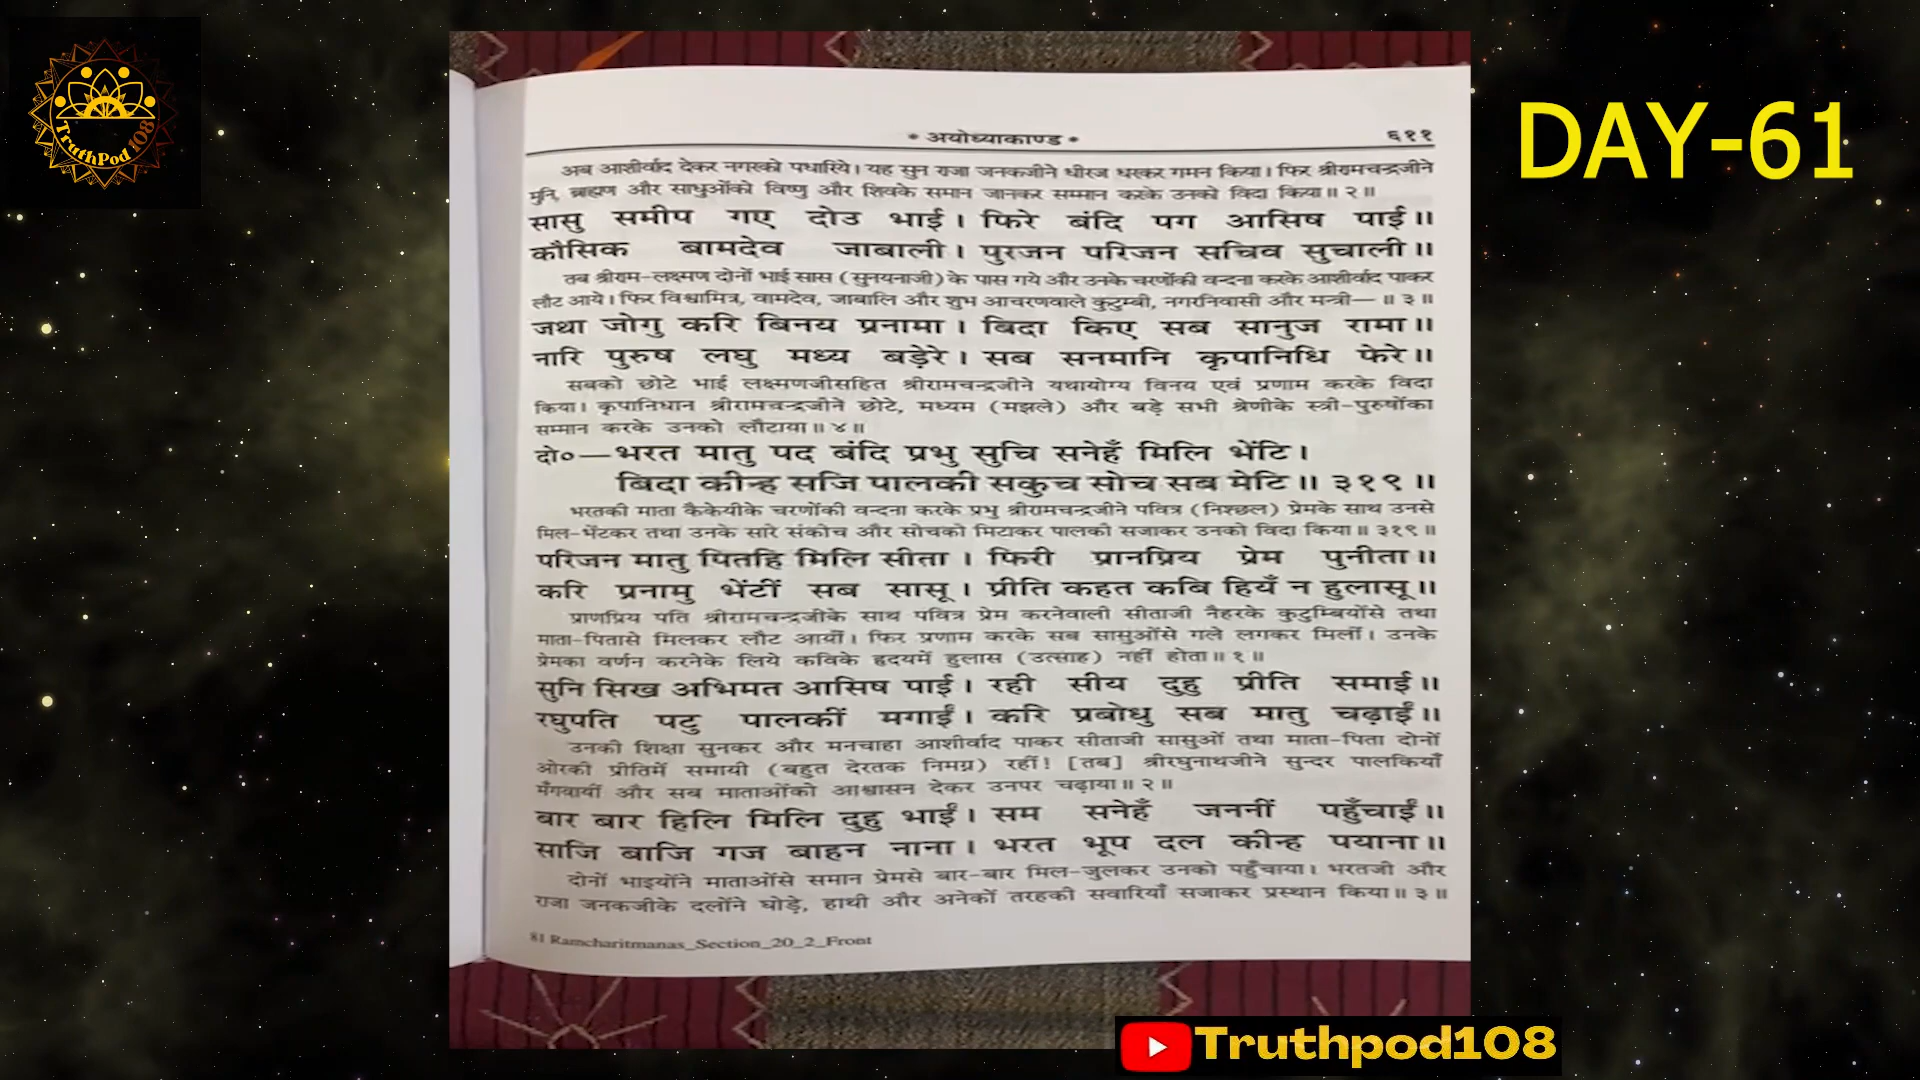 TruthPod 108
DAY-61
* अयोध्याकाण्ड *
६११
अब आशीर्वाद देकर नगरको पधारिये। यह सुन राजा जनकजीने धीरज धरकर गमन किया। फिर श्रीरामचन्द्रजीने
मुनि, ब्राह्मण और साधुओंको विष्णु और शिवके समान जानकर सम्मान करके उनको विदा किया॥ २॥
सासु समीप गए दोउ भाई। फिरे बंदि पग आसिष पाई॥
कौसिक बामदेव जाबाली। पुरजन परिजन सचिव सुचाली॥
तब श्रीराम-लक्ष्मण दोनों भाई सास (सुनयनाजी) के पास गये और उनके चरणोंकी वन्दना करके आशीर्वाद पाकर
लौट आये। फिर विश्वामित्र, वामदेव, जाबालि और शुभ आचरणवाले कुटुम्बी, नगरनिवासी और मन्त्री—॥ ३॥
जथा जोगु करि बिनय प्रनामा। बिदा किए सब सानुज रामा॥
नारि पुरुष लघु मध्य बड़ेरे। सब सनमानि कृपानिधि फेरे॥
सबको छोटे भाई लक्ष्मणजीसहित श्रीरामचन्द्रजीने यथायोग्य विनय एवं प्रणाम करके विदा
किया। कृपानिधान श्रीरामचन्द्रजीने छोटे, मध्यम (मझले) और बड़े सभी श्रेणीके स्त्री-पुरुषोंका
सम्मान करके उनको लौटाया॥ ४॥
दो०—भरत मातु पद बंदि प्रभु सुचि सनेहँ मिलि भेंटि।
बिदा कीन्ह सजि पालकी सकुच सोच सब मेटि॥ ३१९॥
भरतकी माता कैकेयीके चरणोंकी वन्दना करके प्रभु श्रीरामचन्द्रजीने पवित्र (निश्छल) प्रेमके साथ उनसे
मिल-भेंटकर तथा उनके सारे संकोच और सोचको मिटाकर पालकी सजाकर उनको विदा किया॥ ३१९॥
परिजन मातु पितहि मिलि सीता। फिरी प्रानप्रिय प्रेम पुनीता॥
करि प्रनामु भेंटीं सब सासू। प्रीति कहत कबि हियँ न हुलासू॥
प्राणप्रिय पति श्रीरामचन्द्रजीके साथ पवित्र प्रेम करनेवाली सीताजी नैहरके कुटुम्बियोंसे तथा
माता-पितासे मिलकर लौट आयीं। फिर प्रणाम करके सब सासुओंसे गले लगकर मिलीं। उनके
प्रेमका वर्णन करनेके लिये कविके हृदयमें हुलास (उत्साह) नहीं होता॥ १॥
सुनि सिख अभिमत आसिष पाई। रही सीय दुहु प्रीति समाई॥
रघुपति पटु पालकीं मगाईं। करि प्रबोधु सब मातु चढ़ाईं॥
उनकी शिक्षा सुनकर और मनचाहा आशीर्वाद पाकर सीताजी सासुओं तथा माता-पिता दोनों
ओरकी प्रीतिमें समायी (बहुत देरतक निमग्न) रहीं! [तब] श्रीरघुनाथजीने सुन्दर पालकियाँ
मँगवायीं और सब माताओंको आश्वासन देकर उनपर चढ़ाया॥ २॥
बार बार हिलि मिलि दुहु भाईं। सम सनेहँ जननीं पहुँचाईं॥
साजि बाजि गज बाहन नाना। भरत भूप दल कीन्ह पयाना॥
दोनों भाइयोंने माताओंसे समान प्रेमसे बार-बार मिल-जुलकर उनको पहुँचाया। भरतजी और
राजा जनकजीके दलोंने घोड़े, हाथी और अनेकों तरहकी सवारियाँ सजाकर प्रस्थान किया॥ ३॥
81 Ramcharitmanas_Section_20_2_Front
Truthpod108